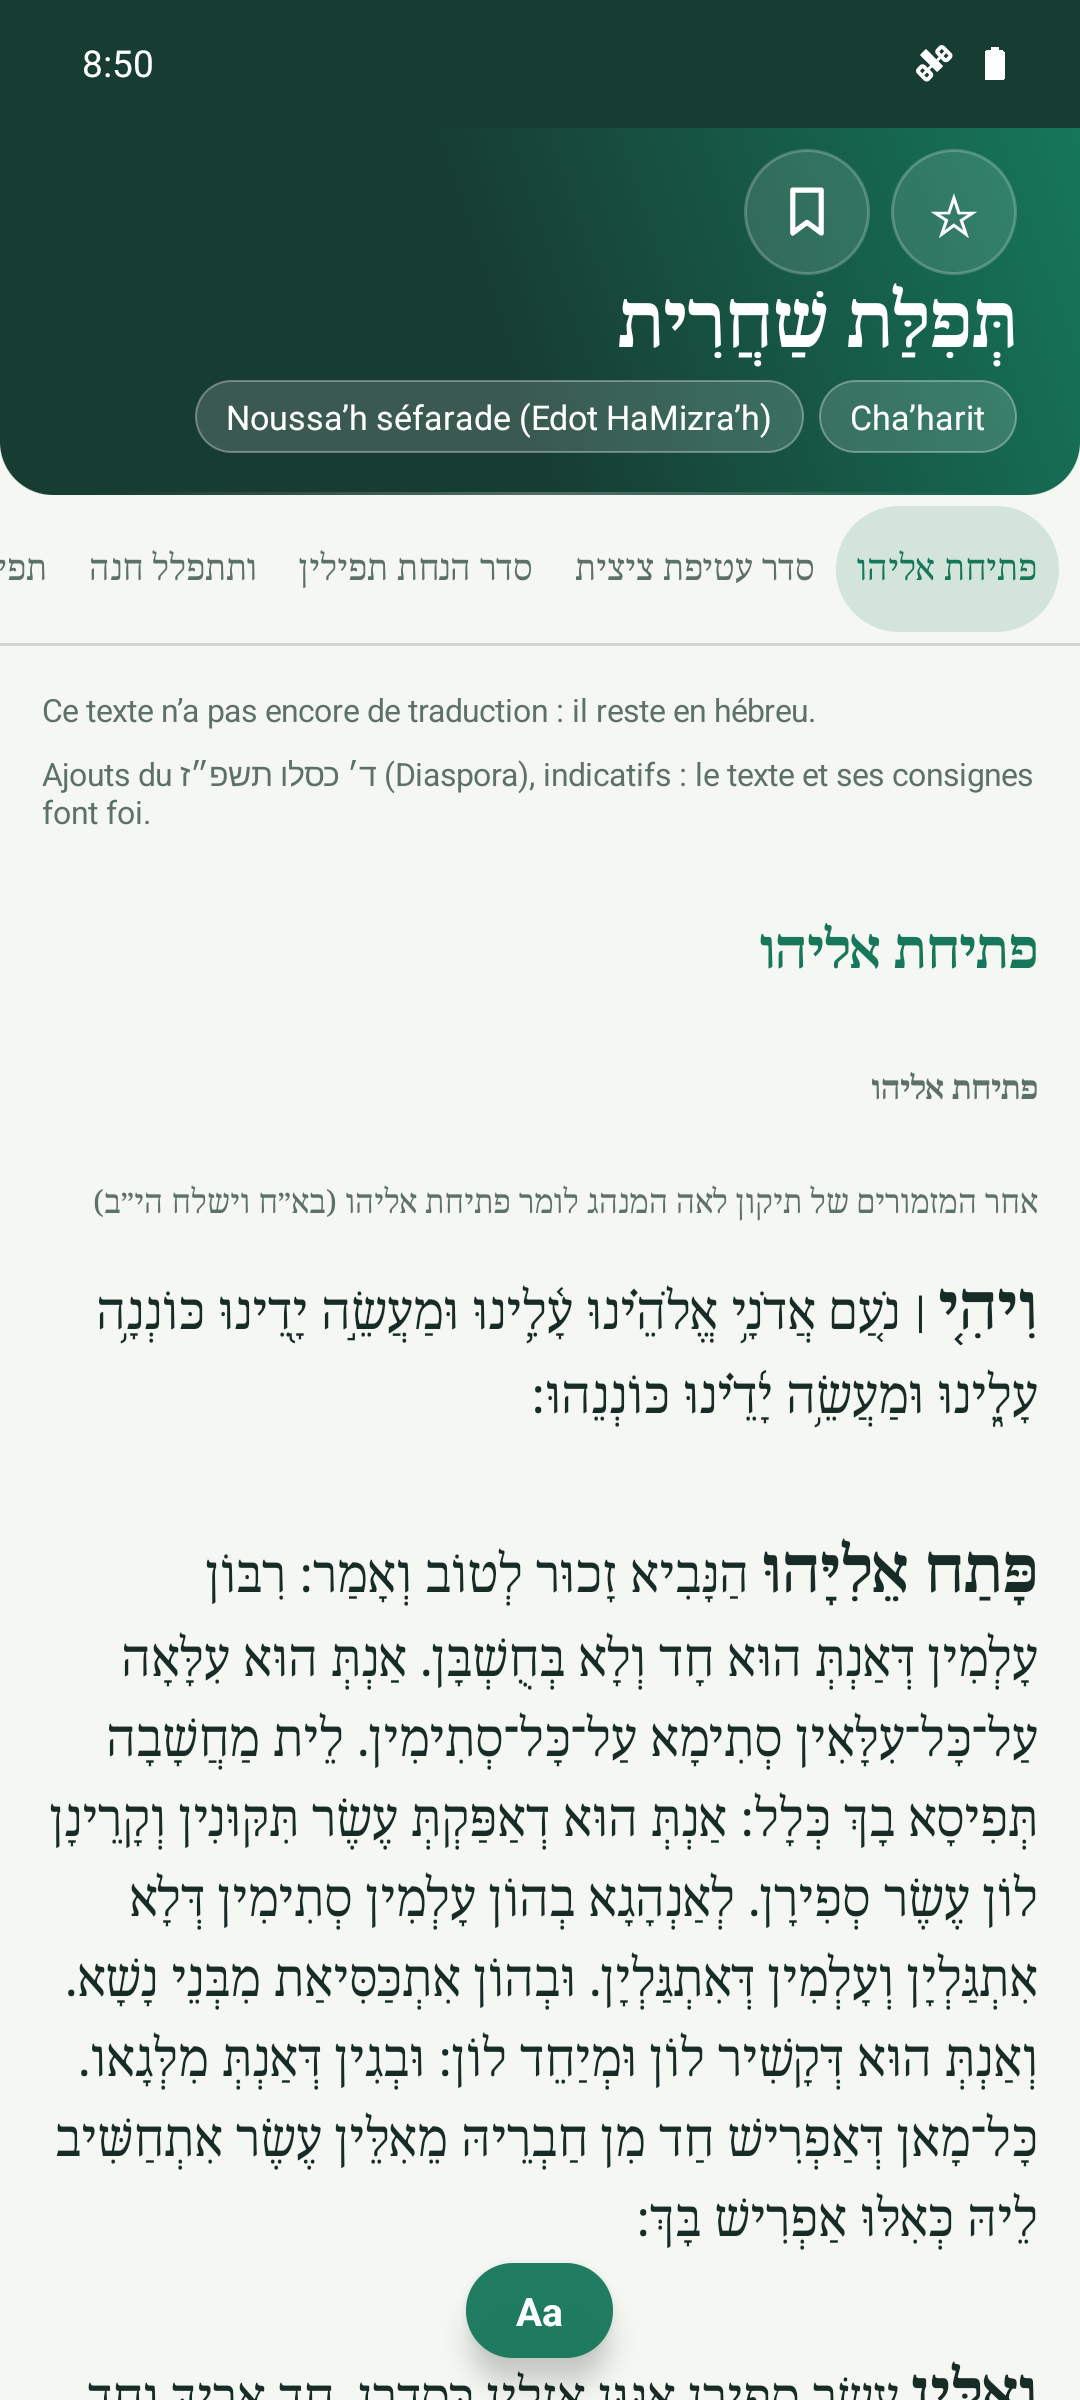 8:50
תְּפִלַּת שַׁחֲרִית
Cha’harit
Noussa’h séfarade (Edot HaMizra’h)
פתיחת אליהו
סדר עטיפת ציצית
סדר הנחת תפילין
ותתפלל חנה
Ce texte n’a pas encore de traduction : il reste en hébreu.
Ajouts du ד׳ כסלו תשפ״ז (Diaspora), indicatifs : le texte et ses consignes
font foi.
פתיחת אליהו
פתיחת אליהו
אחר המזמורים של תיקון לאה המנהג לומר פתיחת אליהו (בא״ח וישלח הי״ב)
וִיהִ֤י ׀ נֹ֤עַם אֲדֹנָ֥י אֱלֹהֵ֗ינוּ עָ֫לֵ֥ינוּ וּמַעֲשֵׂ֣ה יָ֭דֵינוּ כּוֹנְנָ֥ה
עָלֵ֑ינוּ וּמַעֲשֵׂ֥ה יָ֝דֵ֗ינוּ כּוֹנְנֵהוּ:
פָּתַח אֵלִיָּהוּ הַנָּבִיא זָכוּר לְטוֹב וְאָמַר: רִבּוֹן
עָלְמִין דְּאַנְתְּ הוּא חָד וְלָא בְּחֻשְׁבָּן. אַנְתְּ הוּא עִלָּאָה
עַל־כָּל־עִלָּאִין סְתִימָא עַל־כָּל־סְתִימִין. לֵית מַחֲשָׁבָה
תְּפִיסָא בָךְ כְּלָל: אַנְתְּ הוּא דְאַפַּקְתְּ עֶשֶׂר תִּקּוּנִין וְקָרֵינָן
לוֹן עֶשֶׂר סְפִירָן. לְאַנְהָגָא בְהוֹן עָלְמִין סְתִימִין דְּלָא
אִתְגַּלְיָן וְעָלְמִין דְּאִתְגַּלְיָן. וּבְהוֹן אִתְכַּסִּיאַת מִבְּנֵי נָשָׁא.
וְאַנְתְּ הוּא דְּקָשִׁיר לוֹן וּמְיַחֵד לוֹן: וּבְגִין דְּאַנְתְּ מִלְּגָאו.
כָּל־מָאן דְּאַפְרִישׁ חַד מִן חַבְרֵיהּ מֵאִלֵּין עֶשֶׂר אִתְחַשִּׁיב
לֵיהּ כְּאִלּוּ אַפְרִישׁ בָּךְ:
Aa